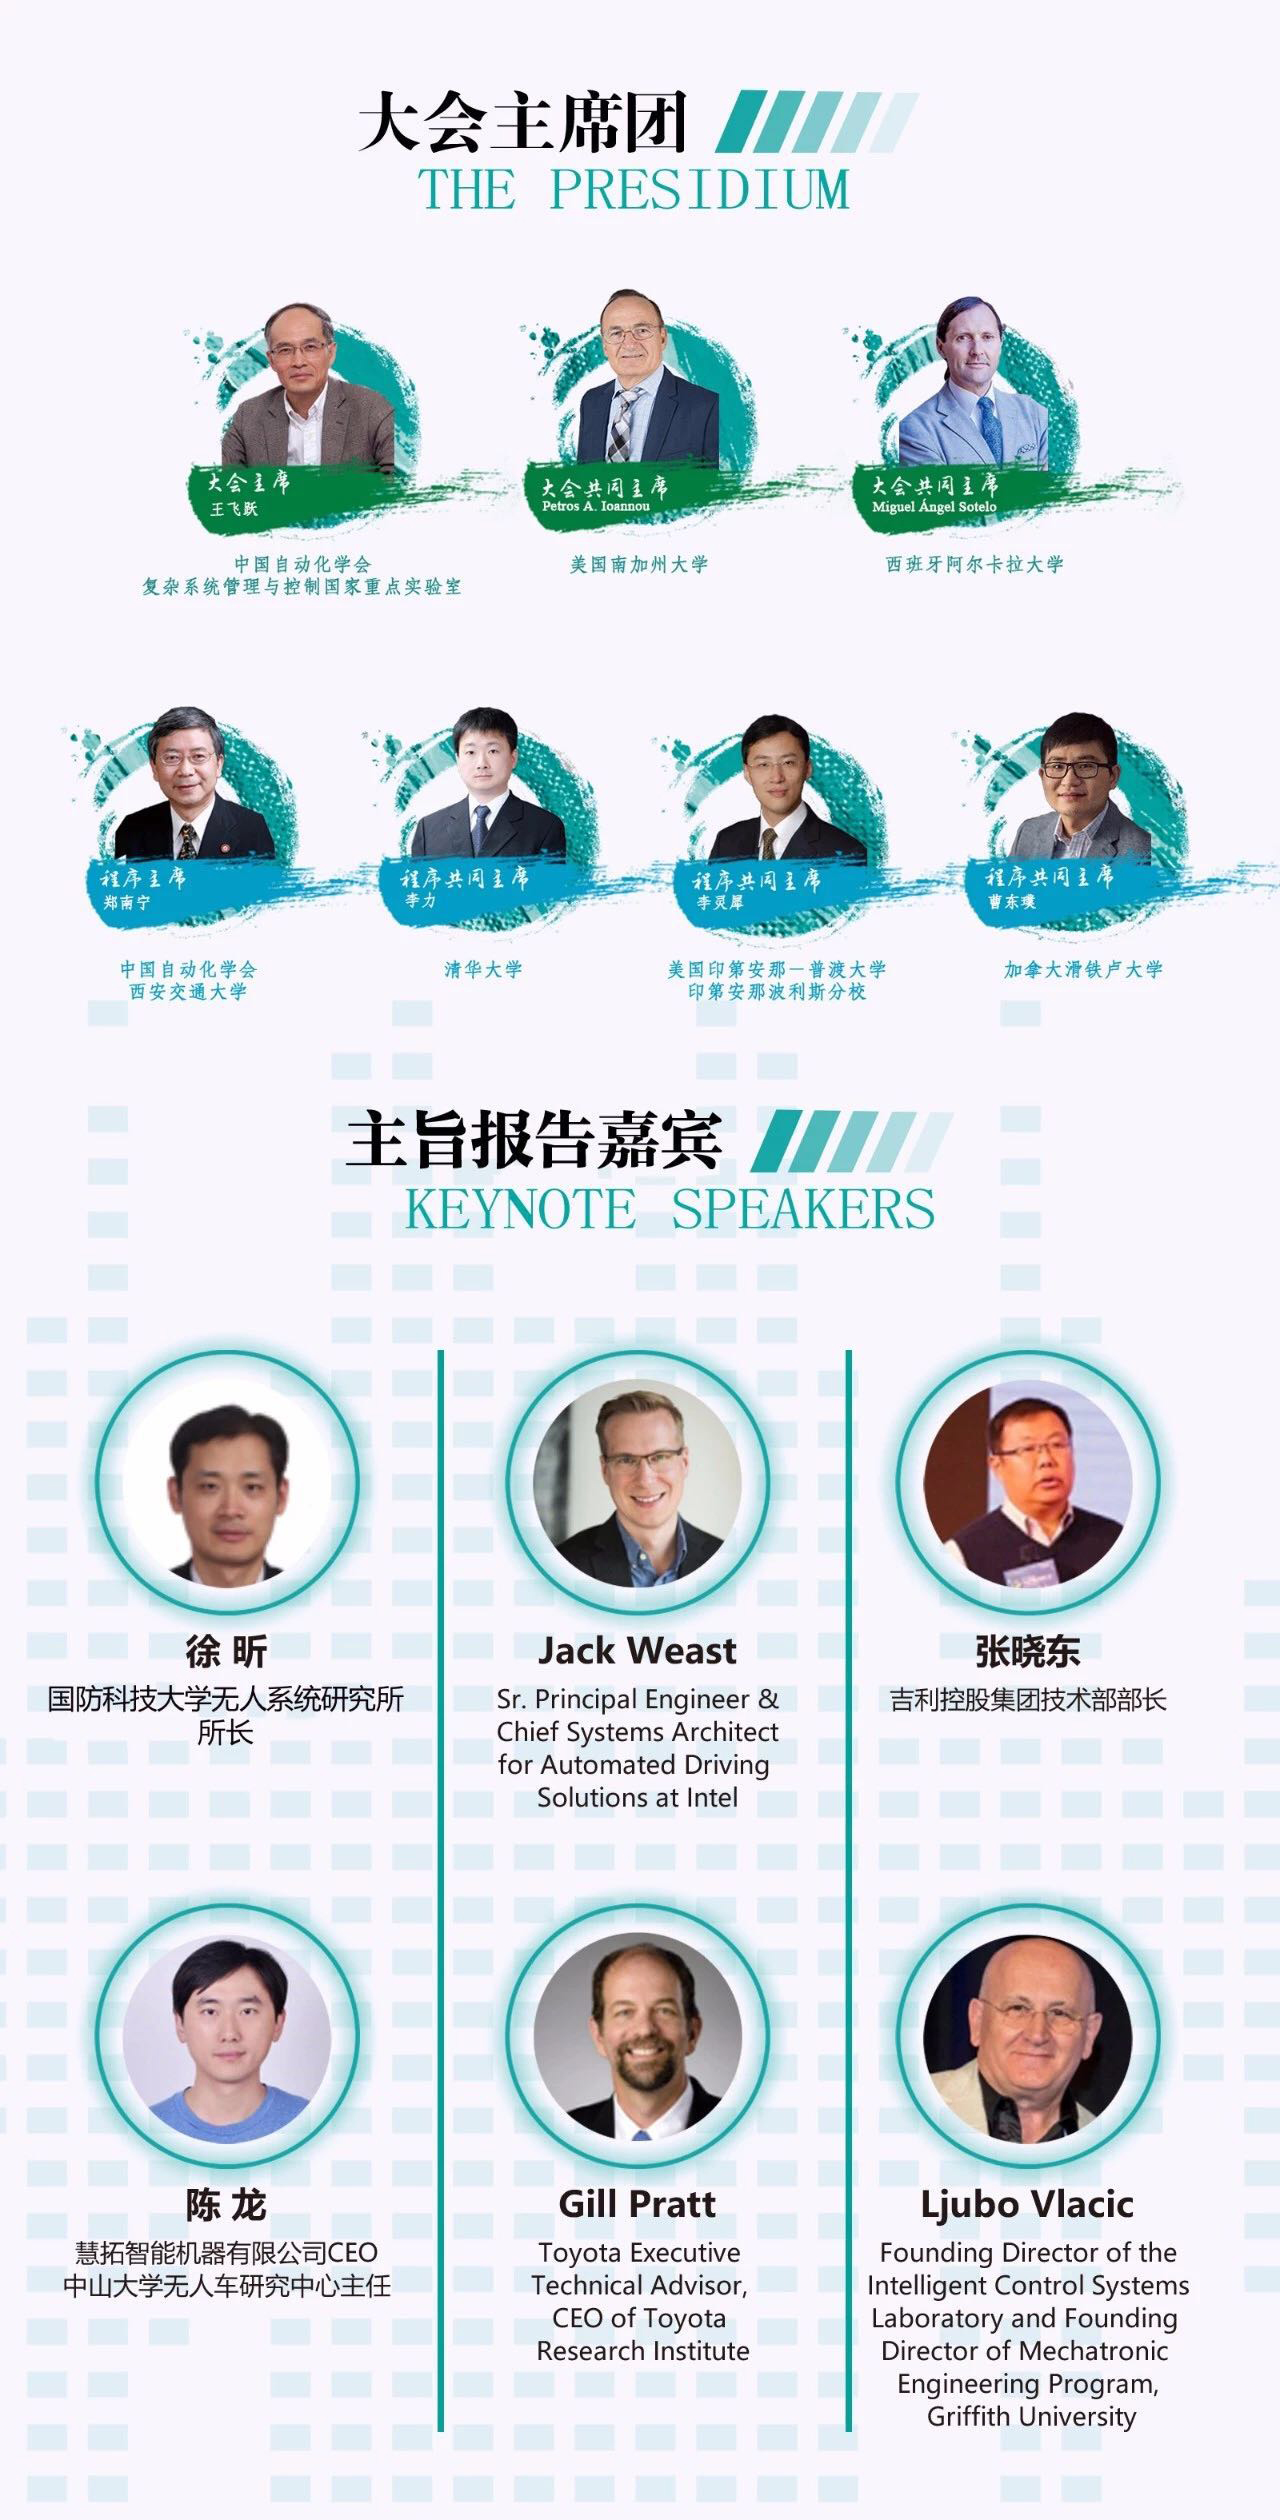 大会主席团
THE PRESIDIUM
大会主席
王飞跃
中国自动化学会
复杂系统管理与控制国家重点实验室
大会共同主席
Petros A. Ioannou
美国南加州大学
大会共同主席
Miguel Ángel Sotelo
西班牙阿尔卡拉大学
程序主席
郑南宁
中国自动化学会
西安交通大学
程序共同主席
李力
清华大学
程序共同主席
李灵犀
美国印第安那－普渡大学
印第安那波利斯分校
程序共同主席
曹东璞
加拿大滑铁卢大学
主旨报告嘉宾
KEYNOTE SPEAKERS
徐 昕
国防科技大学无人系统研究所
所长
Jack Weast
Sr. Principal Engineer &
Chief Systems Architect
for Automated Driving
Solutions at Intel
张晓东
吉利控股集团技术部部长
陈 龙
慧拓智能机器有限公司CEO
中山大学无人车研究中心主任
Gill Pratt
Toyota Executive
Technical Advisor,
CEO of Toyota
Research Institute
Ljubo Vlacic
Founding Director of the
Intelligent Control Systems
Laboratory and Founding
Director of Mechatronic
Engineering Program,
Griffith University